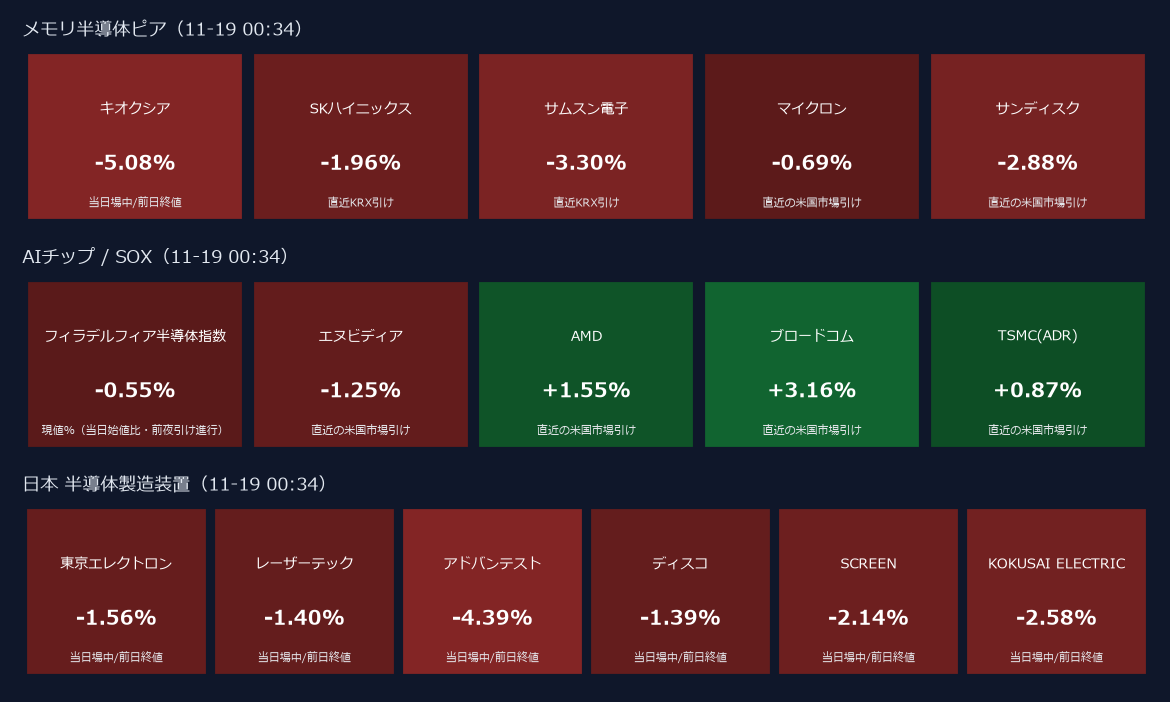 メモリ半導体ピア（11-19 00:34）
キオクシア
-5.08%
当日場中/前日終値
SKハイニックス
-1.96%
直近KRX引け
サムスン電子
-3.30%
直近KRX引け
マイクロン
-0.69%
直近の米国市場引け
サンディスク
-2.88%
直近の米国市場引け
AIチップ / SOX（11-19 00:34）
フィラデルフィア半導体指数
-0.55%
現値%（当日始値比・前夜引け進行）
エヌビディア
-1.25%
直近の米国市場引け
AMD
+1.55%
直近の米国市場引け
ブロードコム
+3.16%
直近の米国市場引け
TSMC(ADR)
+0.87%
直近の米国市場引け
日本 半導体製造装置（11-19 00:34）
東京エレクトロン
-1.56%
当日場中/前日終値
レーザーテック
-1.40%
当日場中/前日終値
アドバンテスト
-4.39%
当日場中/前日終値
ディスコ
-1.39%
当日場中/前日終値
SCREEN
-2.14%
当日場中/前日終値
KOKUSAI ELECTRIC
-2.58%
当日場中/前日終値